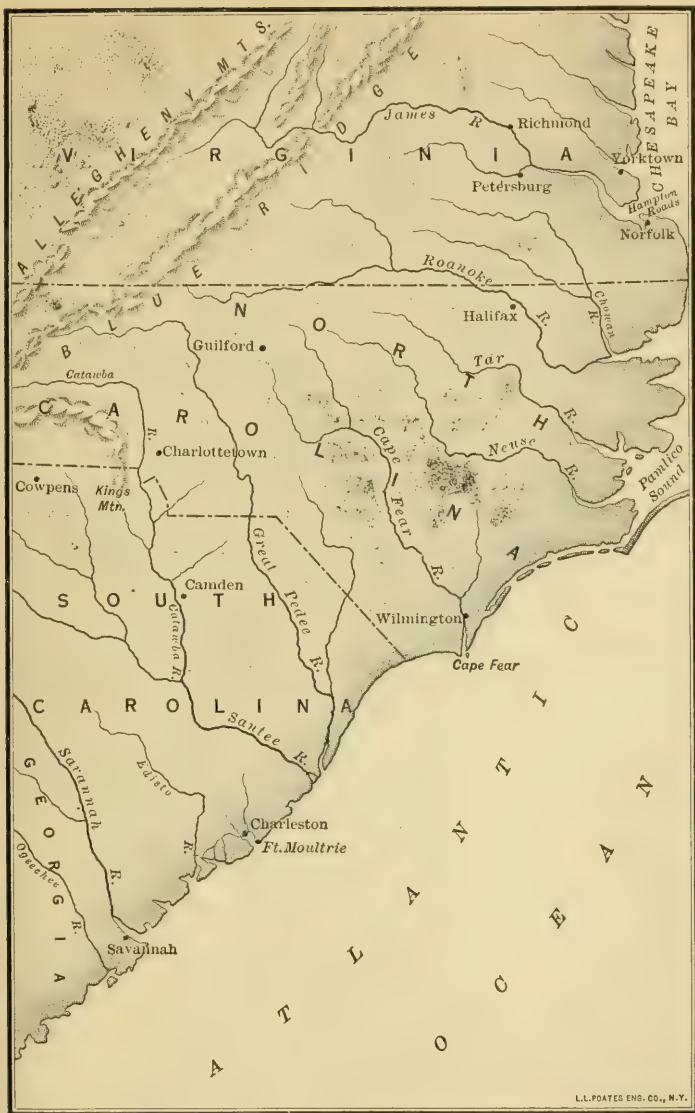 ALLEGHENY MTS.
CHESAPEAKE
BAY
James R
Richmond
VIRGINIA
Yorktown
Petersburg
Hampton
Roads
Norfolk
BLUE RIDGE
Roanoke R.
Halifax
Chowan
R.
NORTH
Guilford
Tar R.
Catawba
R.
CAROLINA
Charlottetown
Cape Fear R.
Neuse R.
Pamlico
Sound
Cowpens
Kings
Mtn.
Great Pedee R.
Camden
SOUTH
Catawba R.
Wilmington
Cape Fear
CAROLINA
Santee R.
Savannah R.
Edisto
R.
GEORGIA
Charleston
Ft. Moultrie
Ogeechee
R.
Savannah
ATLANTIC
OCEAN
L.L. POATES ENG. CO., N.Y.